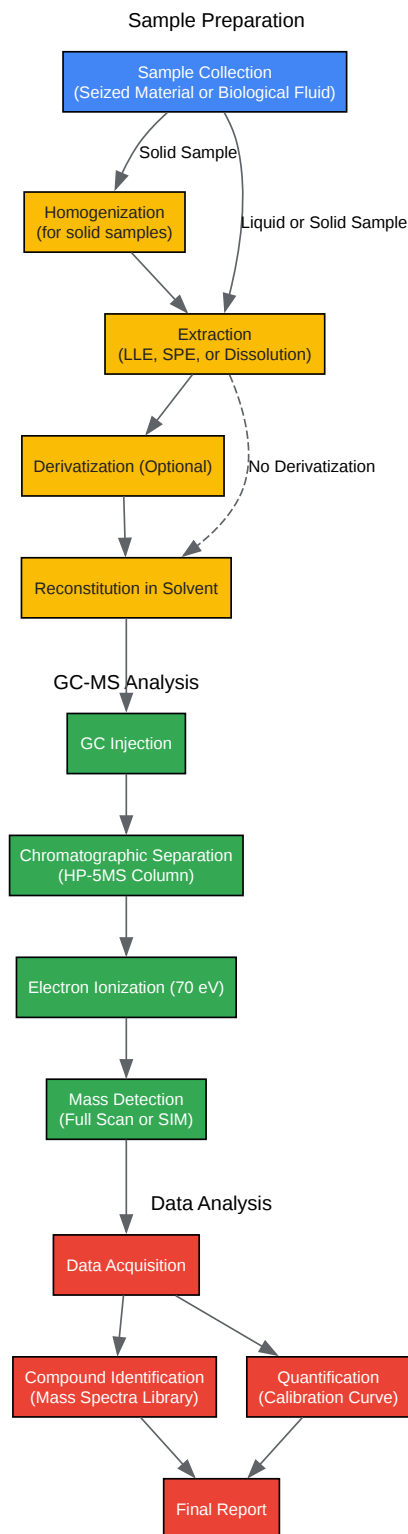 Sample Preparation
Sample Collection
(Seized Material or Biological Fluid)
Solid Sample
Homogenization
(for solid samples)
Liquid or Solid Sample
Extraction
(LLE, SPE, or Dissolution)
Derivatization (Optional)
No Derivatization
Reconstitution in Solvent
GC-MS Analysis
GC Injection
Chromatographic Separation
(HP-5MS Column)
Electron Ionization (70 eV)
Mass Detection
(Full Scan or SIM)
Data Analysis
Data Acquisition
Compound Identification
(Mass Spectra Library)
Quantification
(Calibration Curve)
Final Report